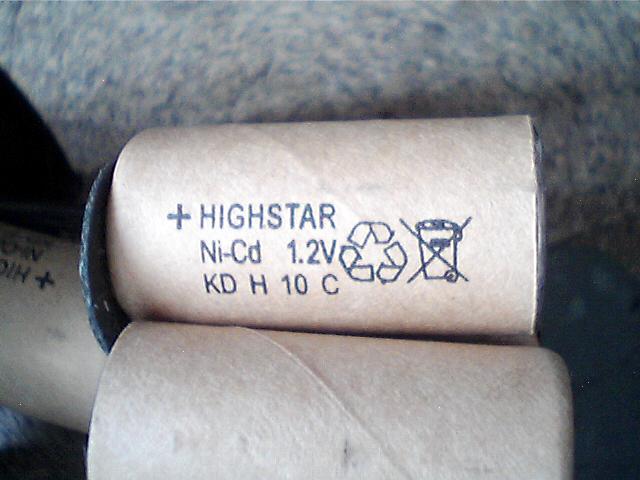 + HIGHSTAR
Ni-Cd 1.2V
KD H 10 C